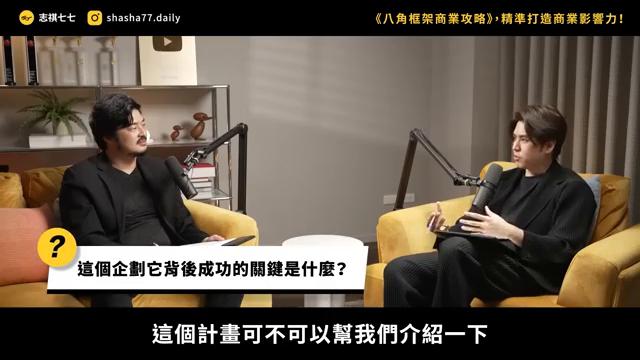 志祺七七
shasha77.daily
《八角框架商業攻略》，精準打造商業影響力！
?
這個企劃它背後成功的關鍵是什麼？
這個計畫可不可以幫我們介紹一下